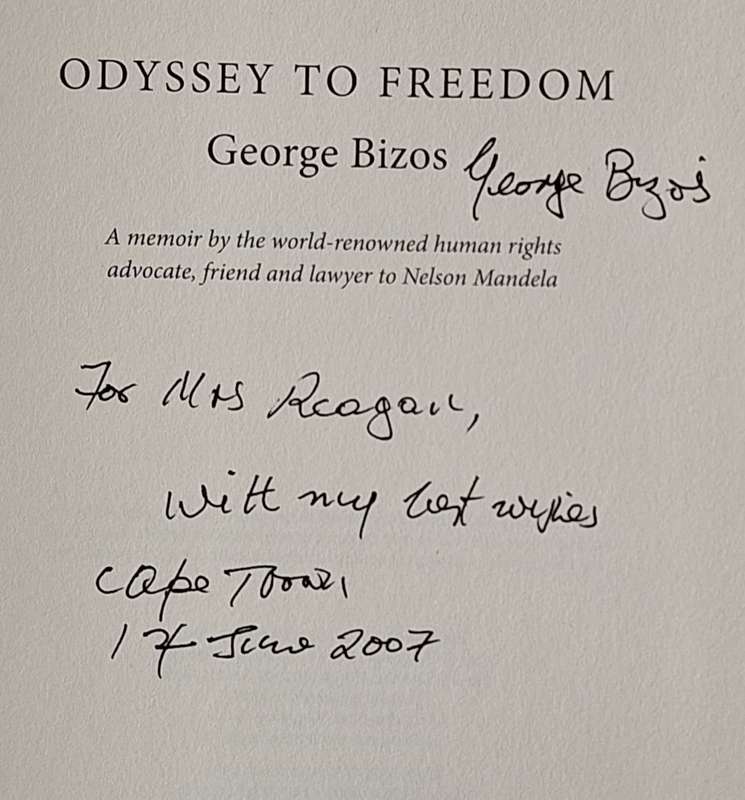 ODYSSEY TO FREEDOM
George Bizos George Bizos
A memoir by the world-renowned human rights
advocate, friend and lawyer to Nelson Mandela
For Mrs Reagan,
With my best wishes
Cape Town
17 June 2007